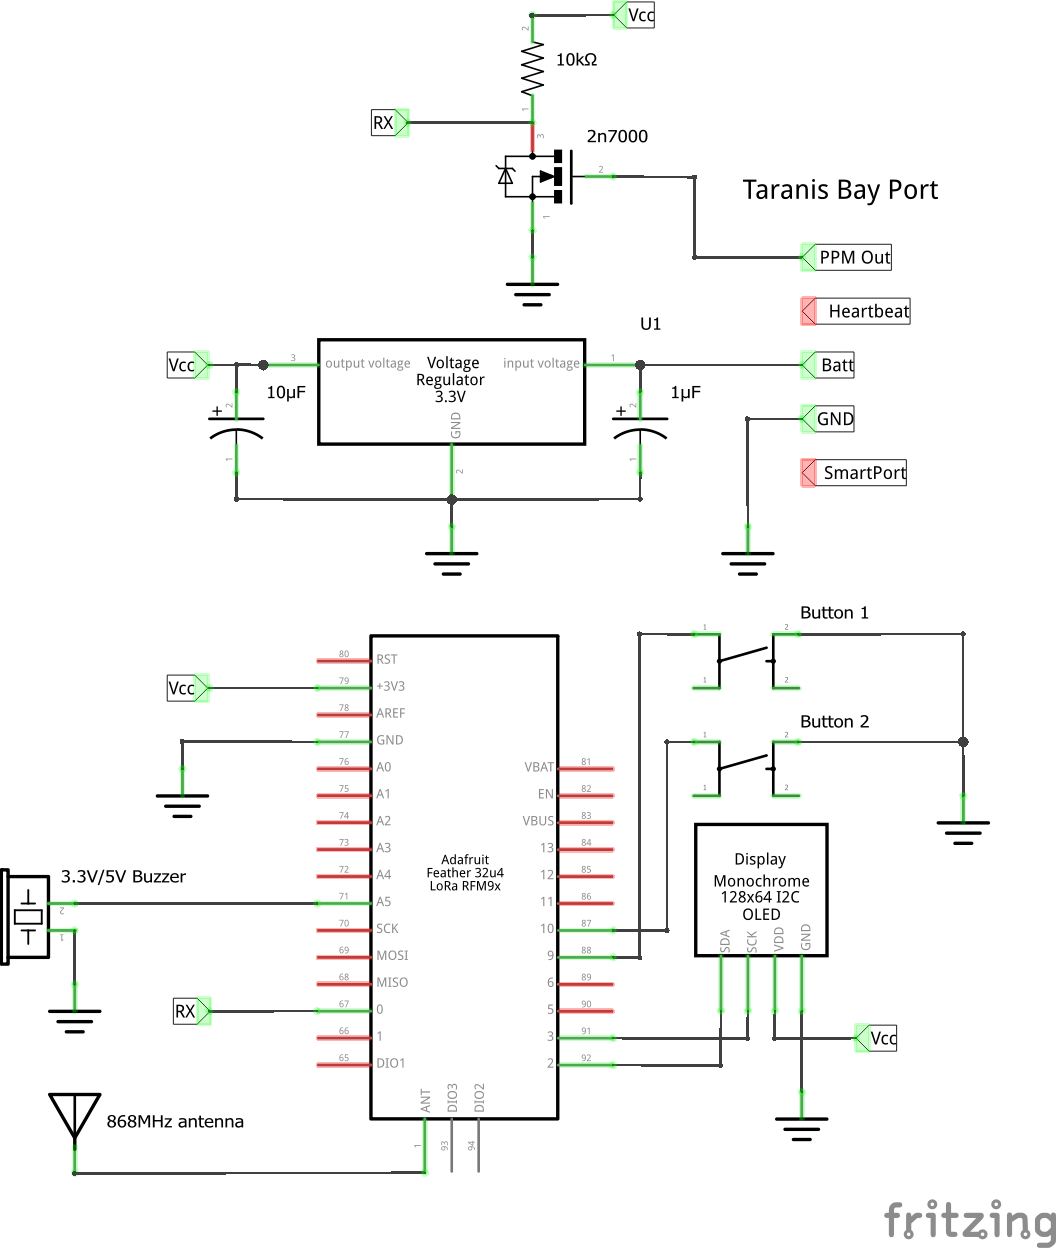 Vcc
2
10kΩ
1
RX
3
2n7000
2
1
Taranis Bay Port
PPM Out
Heartbeat
U1
Vcc
3
output voltage
Voltage
Regulator
3.3V
input voltage
1
Batt
10µF
1µF
+
2
1
GND
2
+
2
1
GND
SmartPort
Button 1
1
2
1
2
Button 2
1
2
1
2
80
RST
Vcc
79
+3V3
78
AREF
77
GND
76
A0
75
A1
74
A2
73
A3
72
A4
71
A5
70
SCK
69
MOSI
68
MISO
RX
67
0
66
1
65
DIO1
VBAT
81
EN
82
VBUS
83
13
84
12
85
11
86
10
87
9
88
6
89
5
90
3
91
2
92
Adafruit
Feather 32u4
LoRa RFM9x
ANT
DIO3
DIO2
1
93
94
3.3V/5V Buzzer
2
1
Display
Monochrome
128x64 I2C
OLED
SDA
SCK
VDD
GND
Vcc
868MHz antenna
fritzing